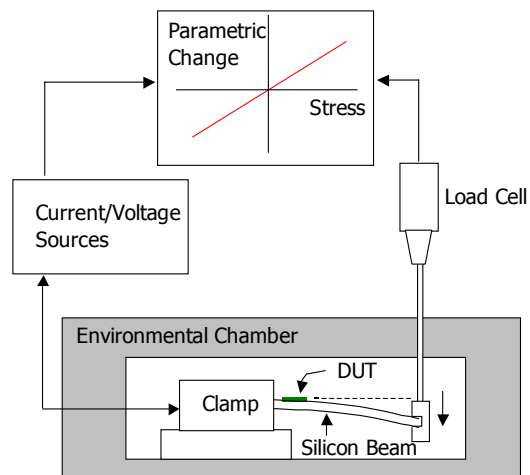 Parametric
Change
Stress
Current/Voltage
Sources
Load Cell
Environmental Chamber
DUT
Clamp
Silicon Beam